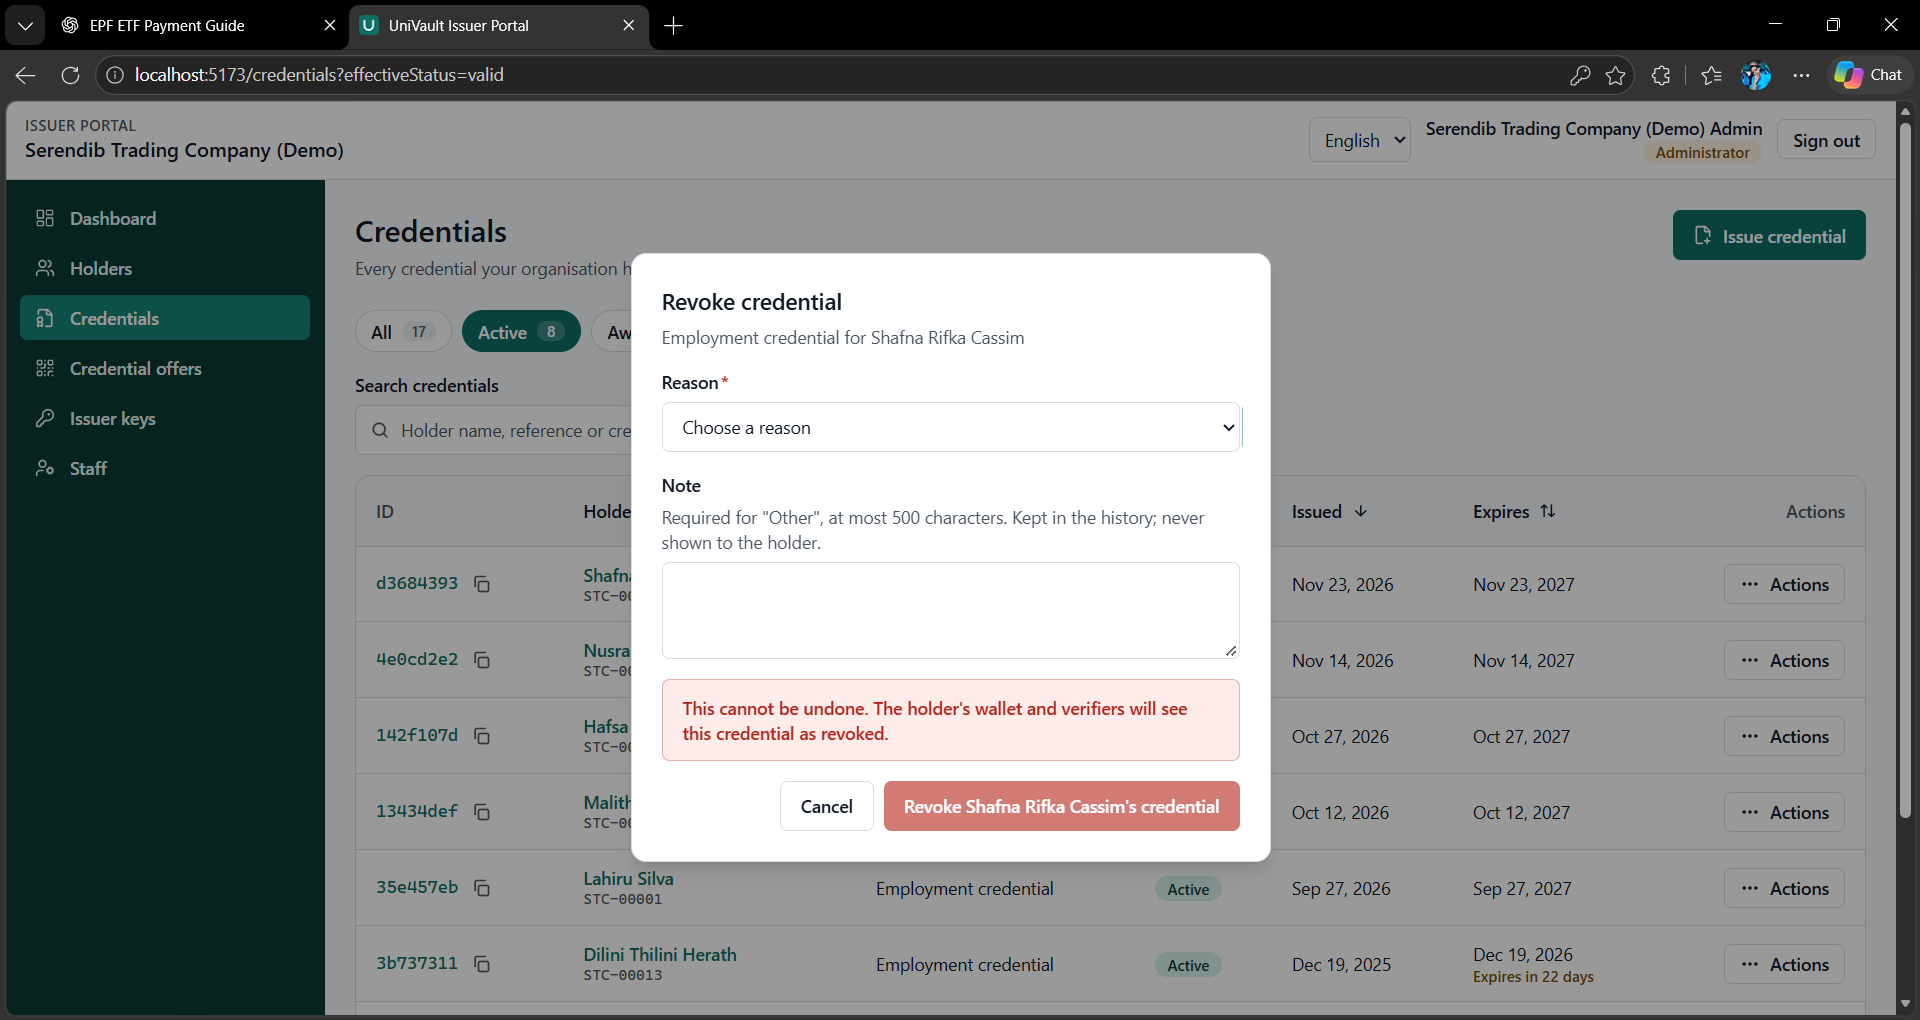 EPF ETF Payment Guide
UniVault Issuer Portal
localhost:5173/credentials?effectiveStatus=valid
Chat
ISSUER PORTAL
Serendib Trading Company (Demo)
English
Serendib Trading Company (Demo) Admin
Administrator
Sign out
Dashboard
Holders
Credentials
Credential offers
Issuer keys
Staff
Credentials
Every credential your organisation
Issue credential
All 17
Active 8
Search credentials
Holder name, reference or
ID
Issued
Expires
Actions
d3684393
Nov 23, 2026
Nov 23, 2027
Actions
4e0cd2e2
Nov 14, 2026
Nov 14, 2027
Actions
142f107d
Hafsa
Oct 27, 2026
Oct 27, 2027
Actions
13434def
Oct 12, 2026
Oct 12, 2027
Actions
35e457eb
Lahiru Silva
STC-00001
Employment credential
Active
Sep 27, 2026
Sep 27, 2027
Actions
3b737311
Dilini Thilini Herath
STC-00013
Employment credential
Active
Dec 19, 2025
Dec 19, 2026
Expires in 22 days
Actions
Revoke credential
Employment credential for Shafna Rifka Cassim
Reason*
Choose a reason
Note
Required for "Other", at most 500 characters. Kept in the history; never
shown to the holder.
This cannot be undone. The holder's wallet and verifiers will see
this credential as revoked.
Cancel
Revoke Shafna Rifka Cassim's credential